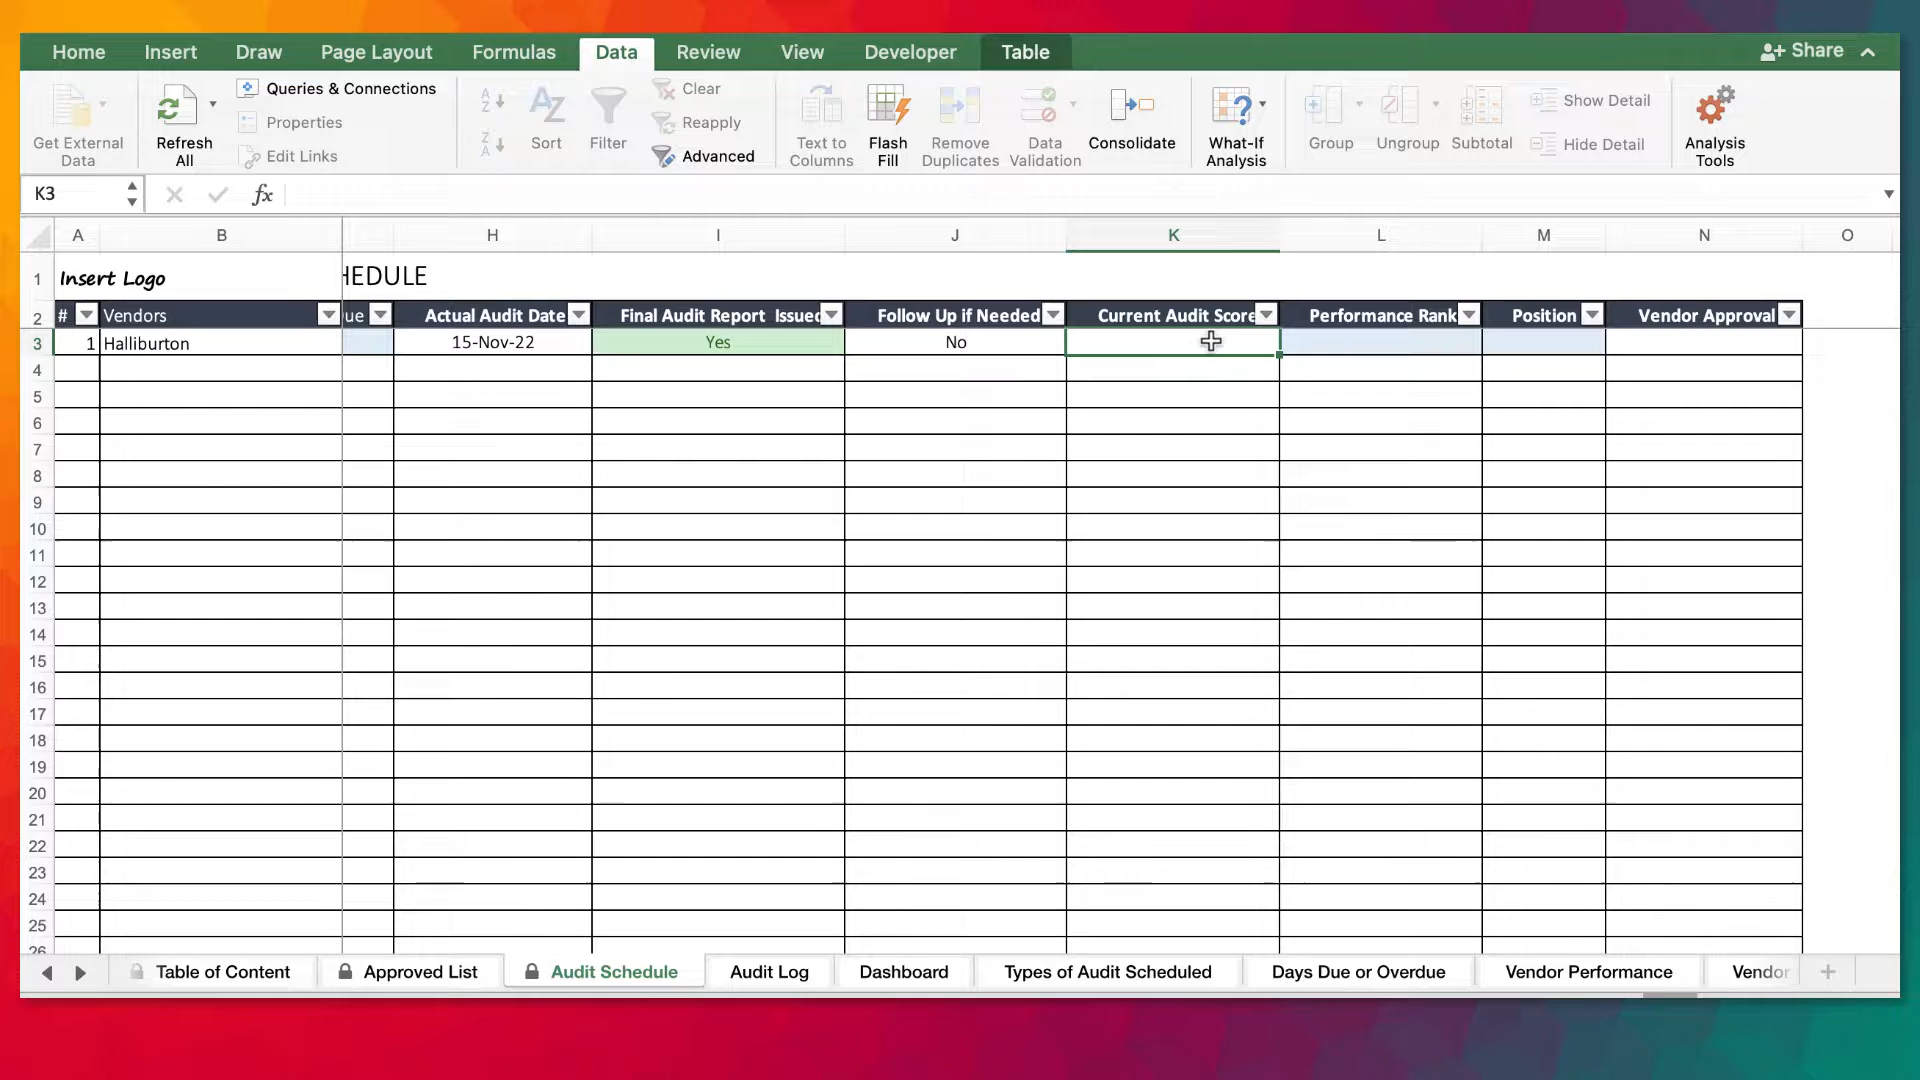 Home Insert Draw Page Layout Formulas Data Review View Developer Table Share
Get External Data
Refresh All
Queries & Connections
Properties
Edit Links
Sort
Filter
Clear
Reapply
Advanced
Text to Columns
Flash Fill
Remove Duplicates
Data Validation
Consolidate
What-If Analysis
Group
Ungroup
Subtotal
Show Detail
Hide Detail
Analysis Tools
K3 fx
A B H I J K L M N O
1 Insert Logo HEDULE
2 # Vendors ue Actual Audit Date Final Audit Report Issued Follow Up if Needed Current Audit Score Performance Rank Position Vendor Approval
3 1 Halliburton 15-Nov-22 Yes No
4
5
6
7
8
9
10
11
12
13
14
15
16
17
18
19
20
21
22
23
24
25
26
Table of Content Approved List Audit Schedule Audit Log Dashboard Types of Audit Scheduled Days Due or Overdue Vendor Performance Vendor